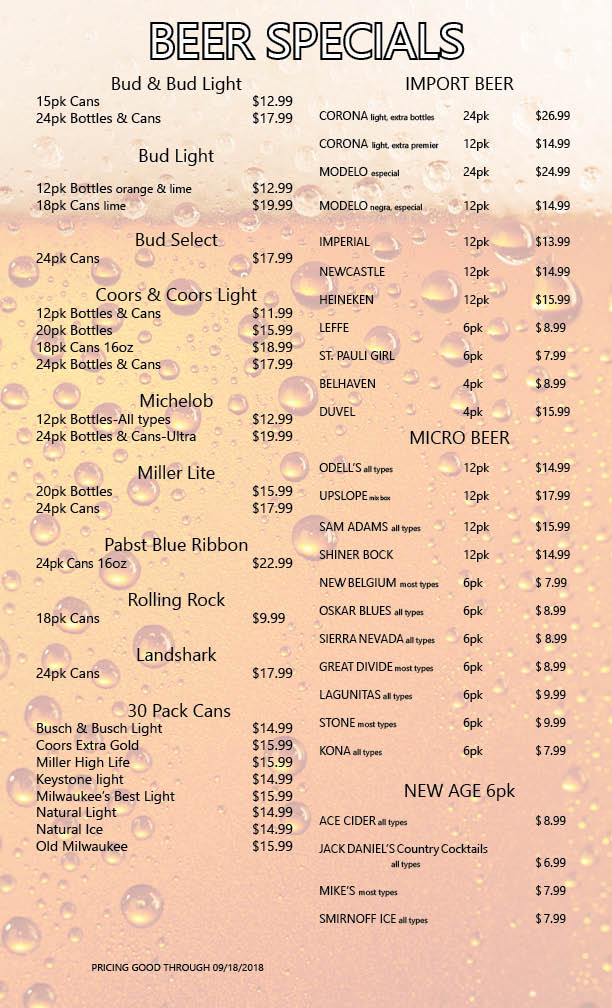 BEER SPECIALS
Bud & Bud Light
15pk Cans $12.99
24pk Bottles & Cans $17.99
Bud Light
12pk Bottles orange & lime $12.99
18pk Cans lime $19.99
Bud Select
24pk Cans $17.99
Coors & Coors Light
12pk Bottles & Cans $11.99
20pk Bottles $15.99
18pk Cans 16oz $18.99
24pk Bottles & Cans $17.99
Michelob
12pk Bottles-All types $12.99
24pk Bottles & Cans-Ultra $19.99
Miller Lite
20pk Bottles $15.99
24pk Cans $17.99
Pabst Blue Ribbon
24pk Cans 16oz $22.99
Rolling Rock
18pk Cans $9.99
Landshark
24pk Cans $17.99
30 Pack Cans
Busch & Busch Light $14.99
Coors Extra Gold $15.99
Miller High Life $15.99
Keystone light $14.99
Milwaukee's Best Light $15.99
Natural Light $14.99
Natural Ice $14.99
Old Milwaukee $15.99
IMPORT BEER
CORONA light, extra bottles 24pk $26.99
CORONA light, extra premier 12pk $14.99
MODELO especial 24pk $24.99
MODELO negra, especial 12pk $14.99
IMPERIAL 12pk $13.99
NEWCASTLE 12pk $14.99
HEINEKEN 12pk $15.99
LEFFE 6pk $ 8.99
ST. PAULI GIRL 6pk $ 7.99
BELHAVEN 4pk $ 8.99
DUVEL 4pk $15.99
MICRO BEER
ODELL'S all types 12pk $14.99
UPSLOPE mix box 12pk $17.99
SAM ADAMS all types 12pk $15.99
SHINER BOCK 12pk $14.99
NEW BELGIUM most types 6pk $ 7.99
OSKAR BLUES all types 6pk $ 8.99
SIERRA NEVADA all types 6pk $ 8.99
GREAT DIVIDE most types 6pk $ 8.99
LAGUNITAS all types 6pk $ 9.99
STONE most types 6pk $ 9.99
KONA all types 6pk $ 7.99
NEW AGE 6pk
ACE CIDER all types $ 8.99
JACK DANIEL'S Country Cocktails
all types $ 6.99
MIKE'S most types $ 7.99
SMIRNOFF ICE all types $ 7.99
PRICING GOOD THROUGH 09/18/2018